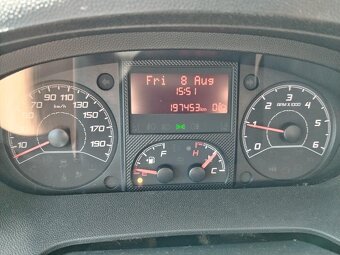 Fri 8 Aug
15:51
197453km
70 90 110 130
150
170
190
10
km/h
0 1 2 3 4 5 6
RPM X1000
F
H
C